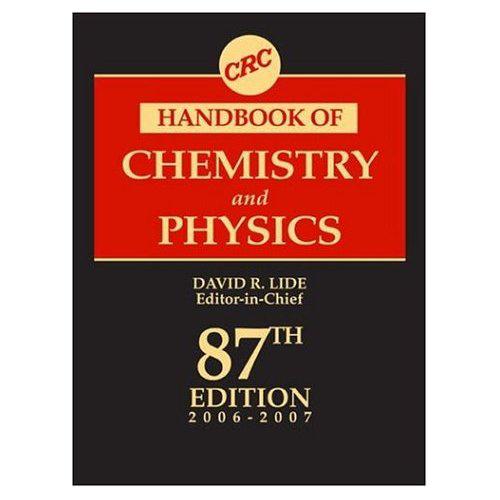 CRC
HANDBOOK OF
CHEMISTRY
and
PHYSICS
DAVID R. LIDE
Editor-in-Chief
87TH
EDITION
2006-2007